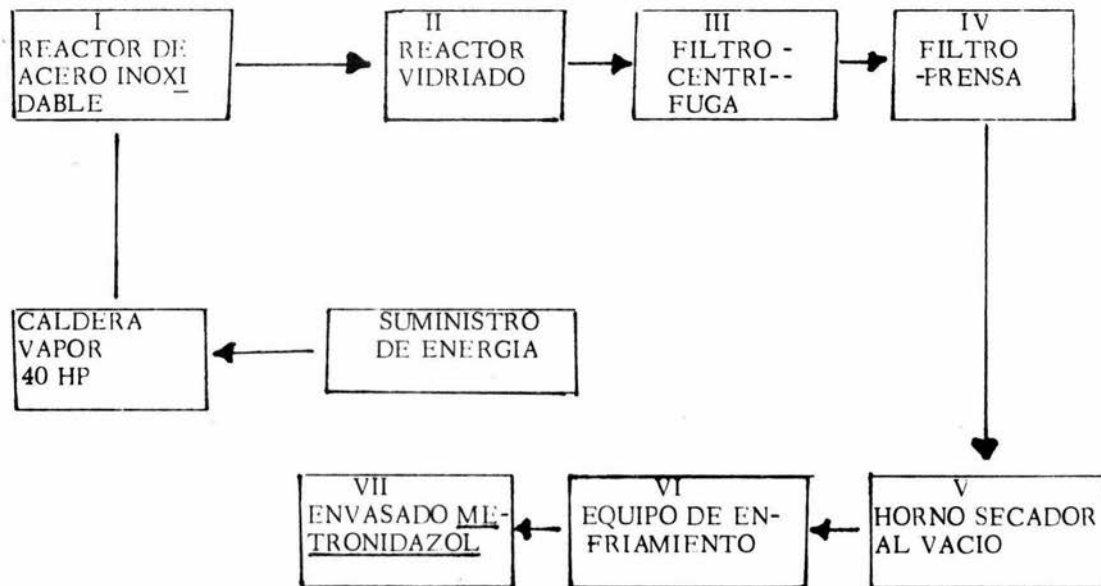 I
REACTOR DE
ACERO INOXI
DABLE
II
REACTOR
VIDRIADO
III
FILTRO -
CENTRI--
FUGA
IV
FILTRO
-PRENSA
CALDERA
VAPOR
40 HP
SUMINISTRO
DE ENERGIA
VII
ENVASADO ME-
TRONIDAZOL
VI
EQUIPO DE EN-
FRIAMIENTO
V
HORNO SECADOR
AL VACIO